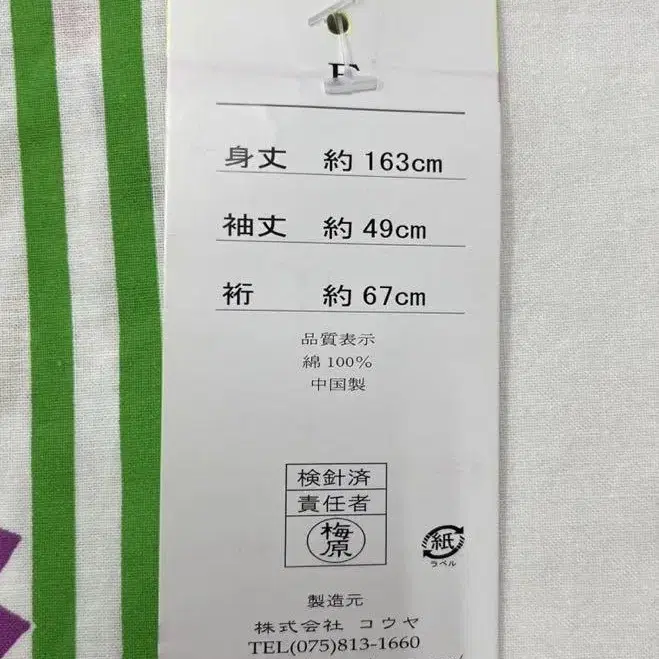 F
身丈 約 163cm
袖丈 約 49cm
裄 約 67cm
品質表示
綿 100%
中国製
検針済
責任者
梅原
紙
ラベル
製造元
株式会社 コウヤ
TEL(075)813-1660